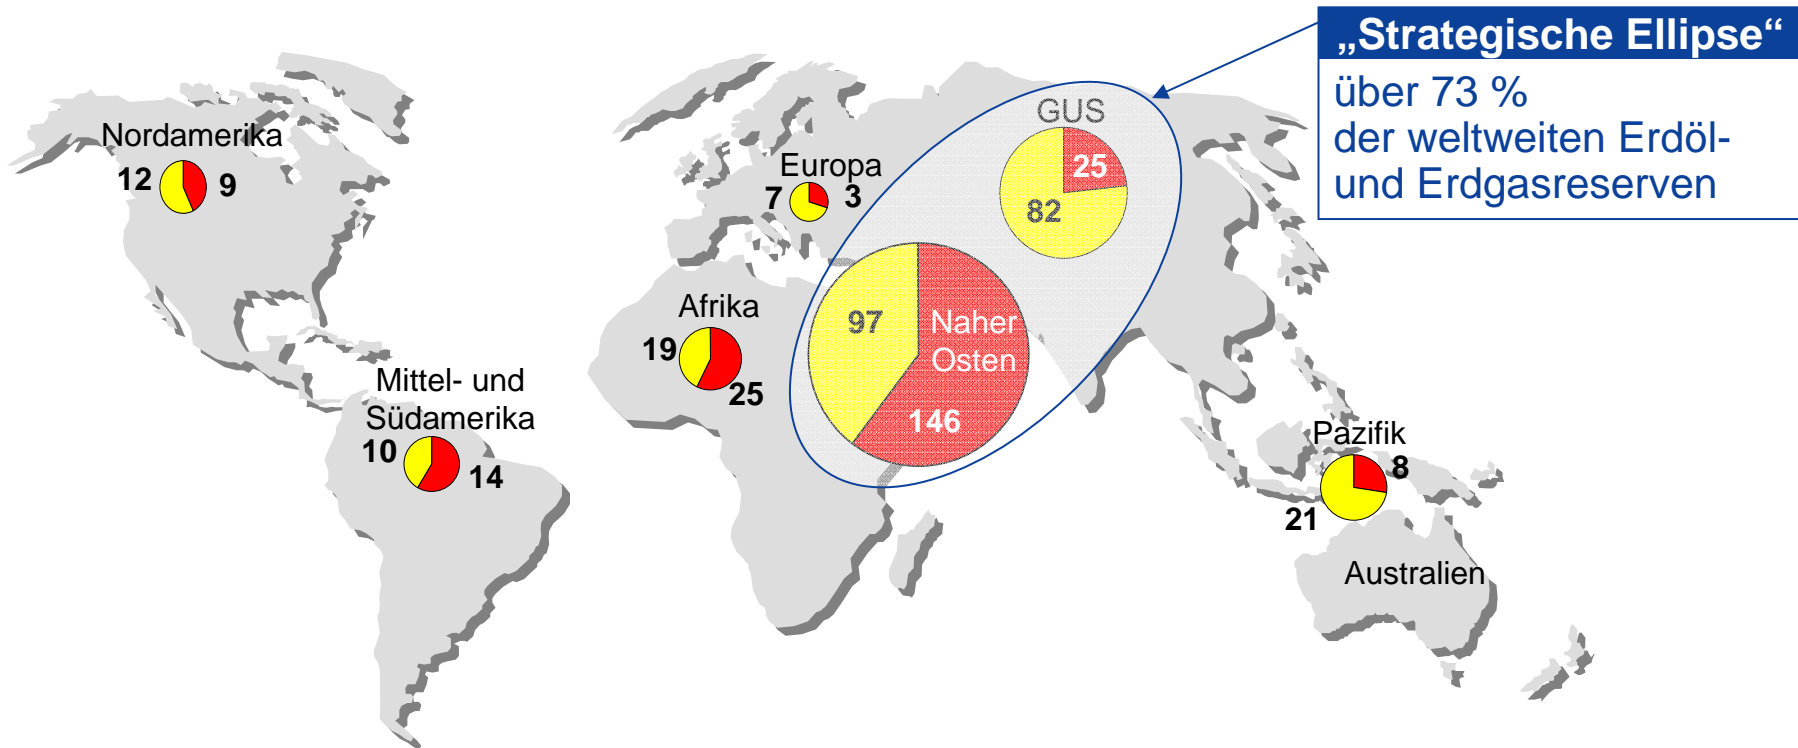 „Strategische Ellipse“
über 73 %
der weltweiten Erdöl-
und Erdgasreserven
Nordamerika
12 9
Europa
7 3
GUS
25
82
Afrika
19
25
97
Naher
Osten
146
Mittel- und
Südamerika
10
14
Pazifik
8
21
Australien